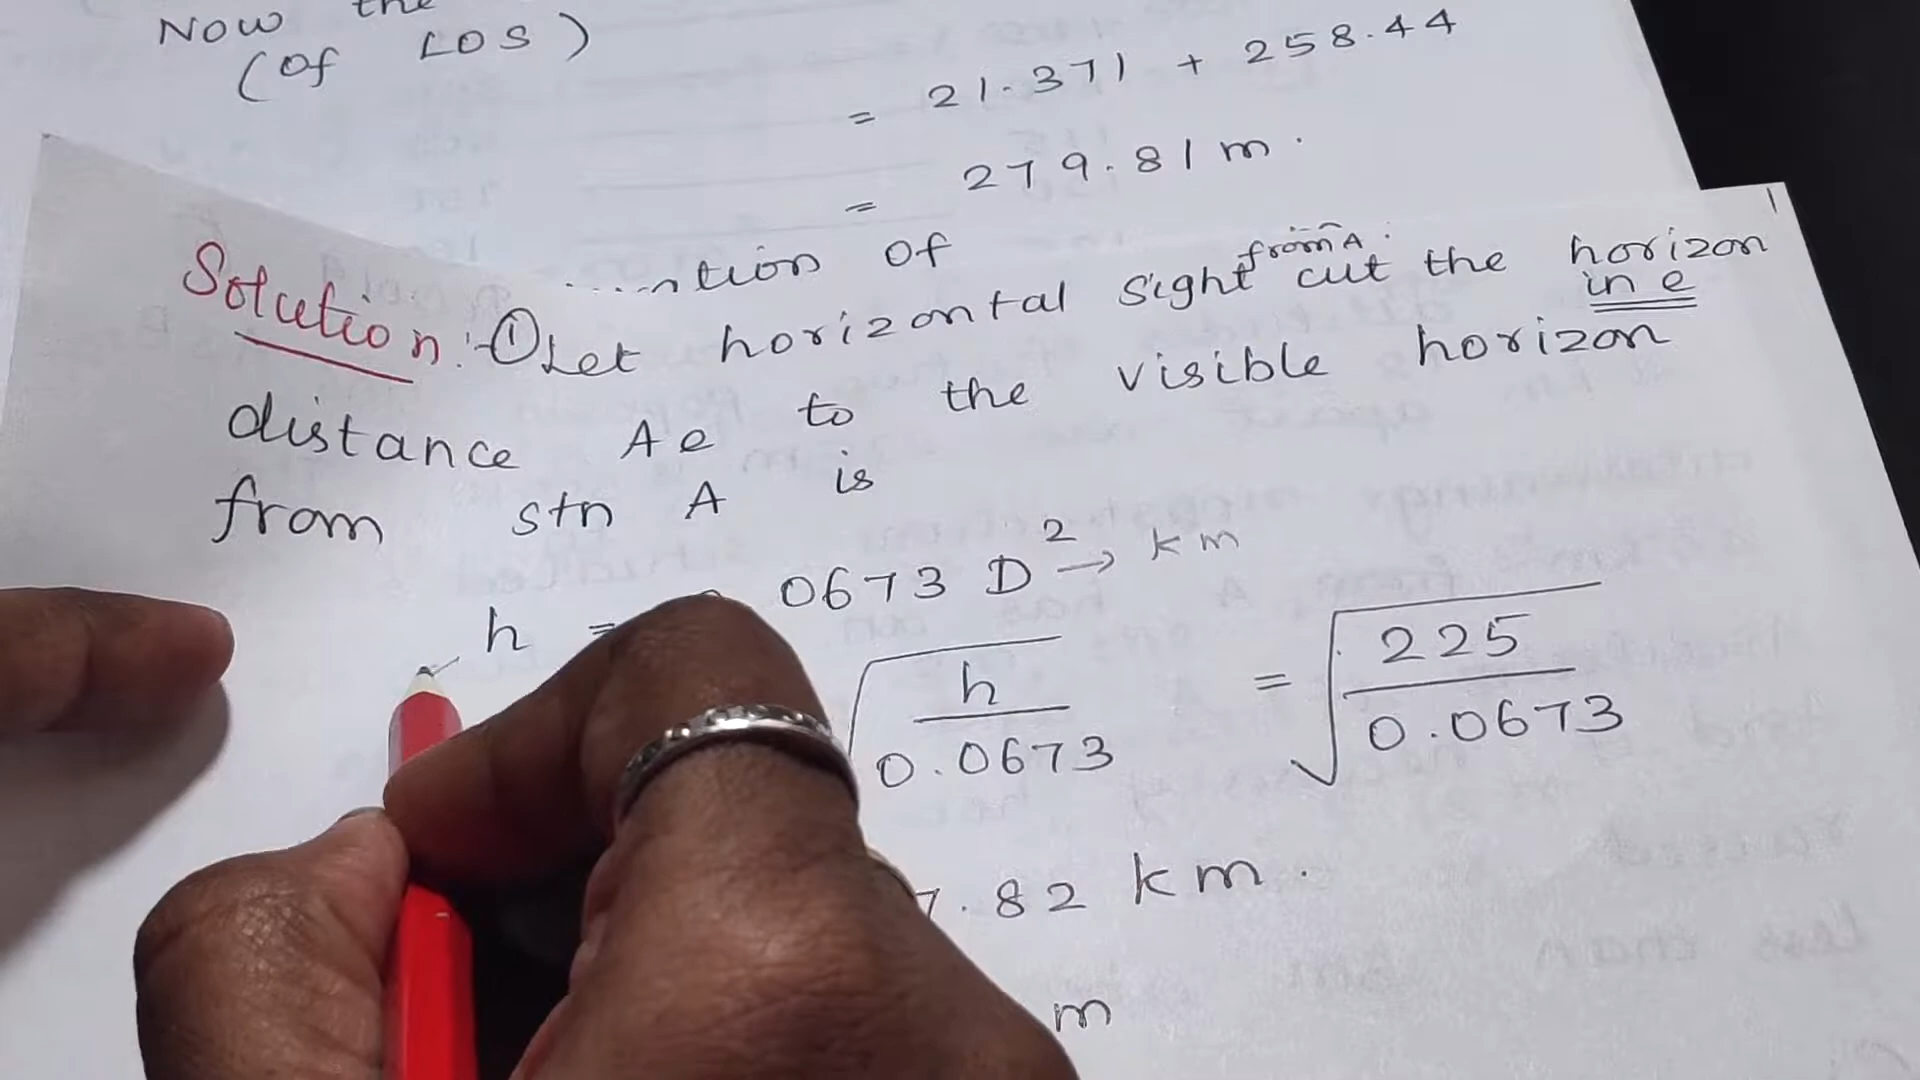 Now the
(Of LOS)
= 21.371 + 258.44
= 279.81 m.
of
Solution:- ① Let horizontal sight from A cut the horizon in e
distance Ae to the visible horizon
from stn A is
h = 0673 D² → km
√h/0.0673 = √225/0.0673
7.82 km.
m